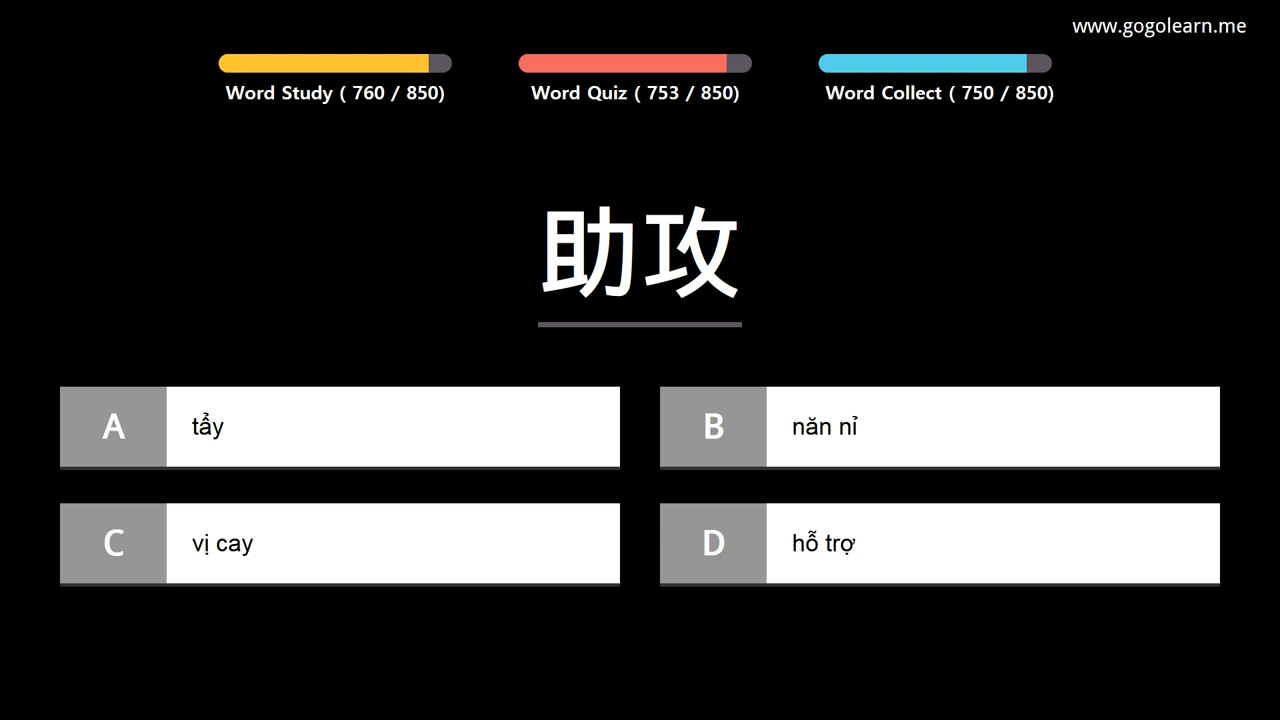 www.gogolearn.me
Word Study ( 760 / 850)
Word Quiz ( 753 / 850)
Word Collect ( 750 / 850)
助攻
A tẩy
B năn nỉ
C vị cay
D hỗ trợ